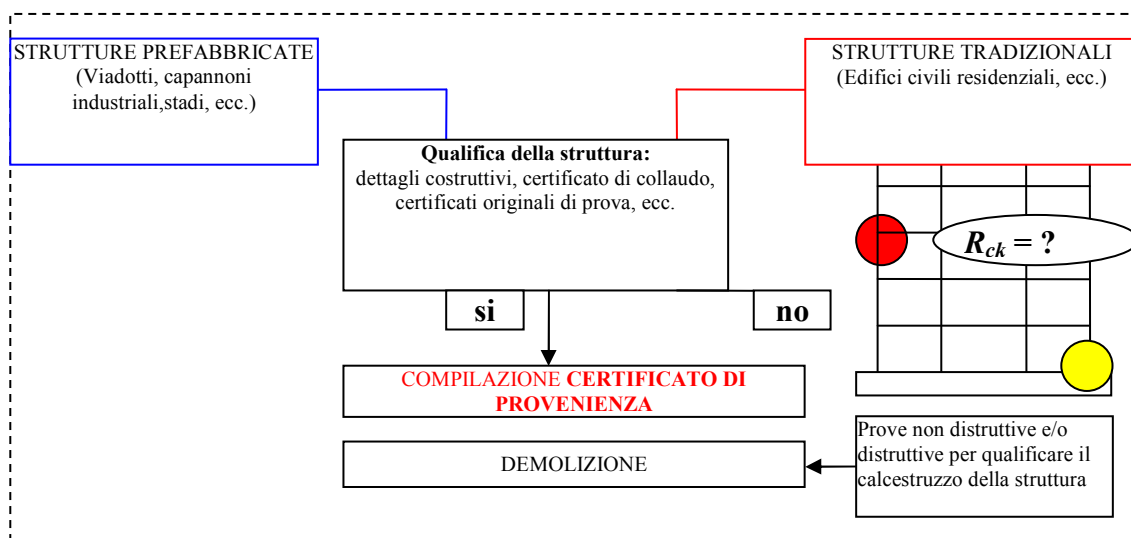 STRUTTURE PREFABBRICATE
(Viadotti, capannoni
industriali,stadi, ecc.)
STRUTTURE TRADIZIONALI
(Edifici civili residenziali, ecc.)
Qualifica della struttura:
dettagli costruttivi, certificato di collaudo,
certificati originali di prova, ecc.
Rck = ?
si
no
COMPILAZIONE CERTIFICATO DI
PROVENIENZA
DEMOLIZIONE
Prove non distruttive e/o
distruttive per qualificare il
calcestruzzo della struttura